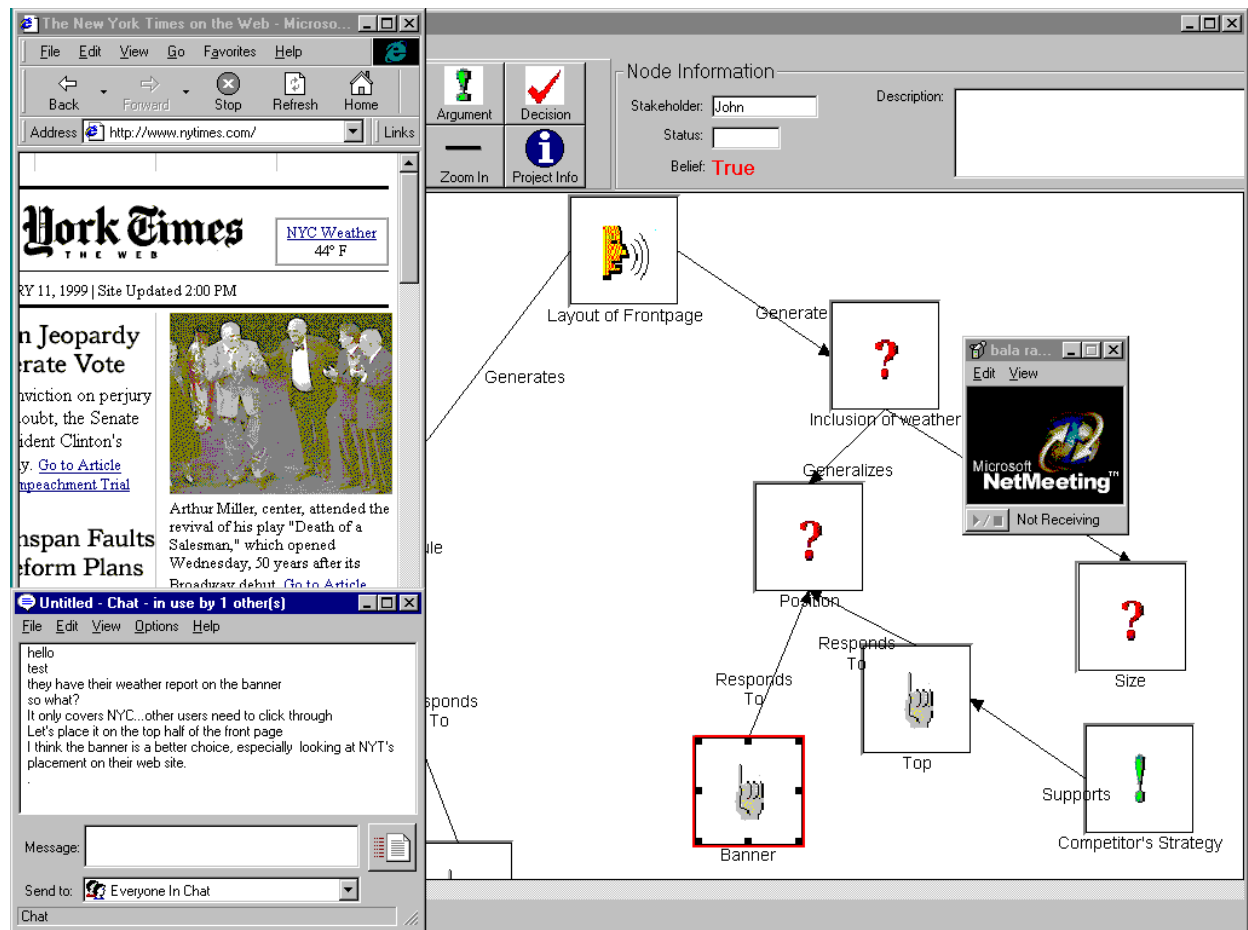 The New York Times on the Web - Microso...
File Edit View Go Favorites Help
Back Forward Stop Refresh Home
Address http://www.nytimes.com/ Links
York Times
THE WEB
NYC Weather
44° F
RY 11, 1999 | Site Updated 2:00 PM
n Jeopardy
rate Vote
nviction on perjury
oubt, the Senate
ident Clinton's
y. Go to Article
mpeachment Trial
nspan Faults
eform Plans
Arthur Miller, center, attended the
revival of his play "Death of a
Salesman," which opened
Wednesday, 50 years after its
Broadway debut. Go to Article
Untitled - Chat - in use by 1 other(s)
File Edit View Options Help
hello
test
they have their weather report on the banner
so what?
It only covers NYC...other users need to click through
Let's place it on the top half of the front page
I think the banner is a better choice, especially looking at NYT's
placement on their web site.
.
Message:
Send to: Everyone In Chat
Chat
Argument Decision
Zoom In Project Info
Node Information
Stakeholder: John
Status:
Belief: True
Description:
Layout of Frontpage
Generates
Generate
Inclusion of weather
Generalizes
bala ra...
Edit View
Microsoft
NetMeeting™
Not Receiving
ule
Position
Size
Responds
To
Responds
To
sponds
To
Top
Banner
Supports
Competitor's Strategy